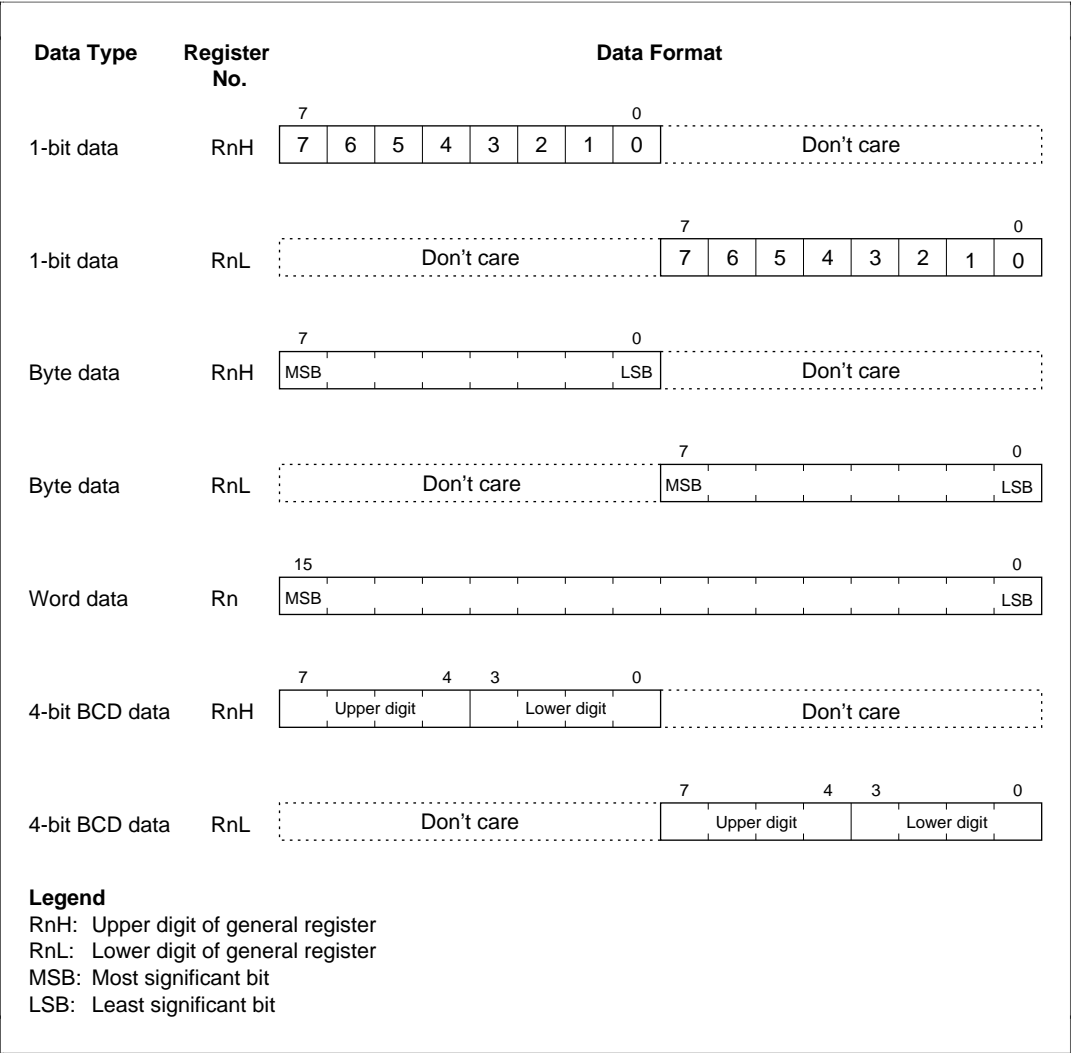 Data Type Register No. Data Format
7 0
1-bit data RnH 7 6 5 4 3 2 1 0 Don't care
7 0
1-bit data RnL Don't care 7 6 5 4 3 2 1 0
7 0
Byte data RnH MSB LSB Don't care
7 0
Byte data RnL Don't care MSB LSB
15 0
Word data Rn MSB LSB
7 4 3 0
4-bit BCD data RnH Upper digit Lower digit Don't care
7 4 3 0
4-bit BCD data RnL Don't care Upper digit Lower digit
Legend
RnH: Upper digit of general register
RnL: Lower digit of general register
MSB: Most significant bit
LSB: Least significant bit